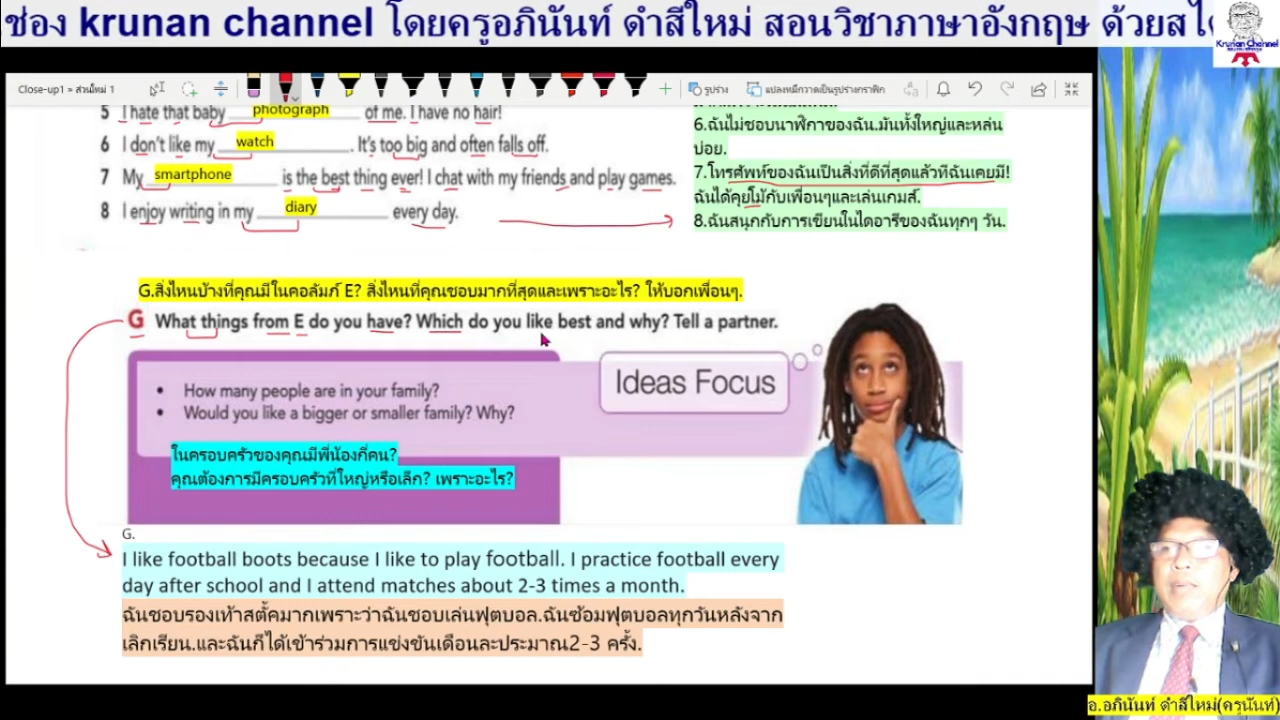 ช่อง krunan channel โดยครูอภินันท์ ดำสีใหม่ สอนวิชาภาษาอังกฤษ ด้วยสไต
Krunan Channel
Close-up1 » ส่วนใหม่ 1
รูปร่าง
แปลงหมึกวาดเป็นรูปร่างกราฟิก
5 I hate that baby photograph of me. I have no hair!
6 I don't like my watch. It's too big and often falls off.
7 My smartphone is the best thing ever! I chat with my friends and play games.
8 I enjoy writing in my diary every day.
6.ฉันไม่ชอบนาฬิกาของฉัน.มันทั้งใหญ่และหล่น
บ่อย.
7.โทรศัพท์ของฉันเป็นสิ่งที่ดีที่สุดแล้วทีฉันเคยมี!
ฉันได้คุยโม้กับเพื่อนๆและเล่นเกมส์.
8.ฉันสนุกกับการเขียนในไดอารีของฉันทุกๆ วัน.
G.สิ่งไหนบ้างที่คุณมีในคอลัมภ์ E? สิ่งไหนที่คุณชอบมากที่สุดและเพราะอะไร? ให้บอกเพื่อนๆ.
G What things from E do you have? Which do you like best and why? Tell a partner.
Ideas Focus
• How many people are in your family?
• Would you like a bigger or smaller family? Why?
ในครอบครัวของคุณมีพี่น้องกี่คน?
คุณต้องการมีครอบครัวที่ใหญ่หรือเล็ก? เพราะอะไร?
G.
I like football boots because I like to play football. I practice football every
day after school and I attend matches about 2-3 times a month.
ฉันชอบรองเท้าสตั้คมากเพราะว่าฉันชอบเล่นฟุตบอล.ฉันซ้อมฟุตบอลทุกวันหลังจาก
เลิกเรียน.และฉันก็ได้เข้าร่วมการแข่งขันเดือนละประมาณ2-3 ครั้ง.
อ.อภินันท์ ดำสีใหม่(ครูนันท์)